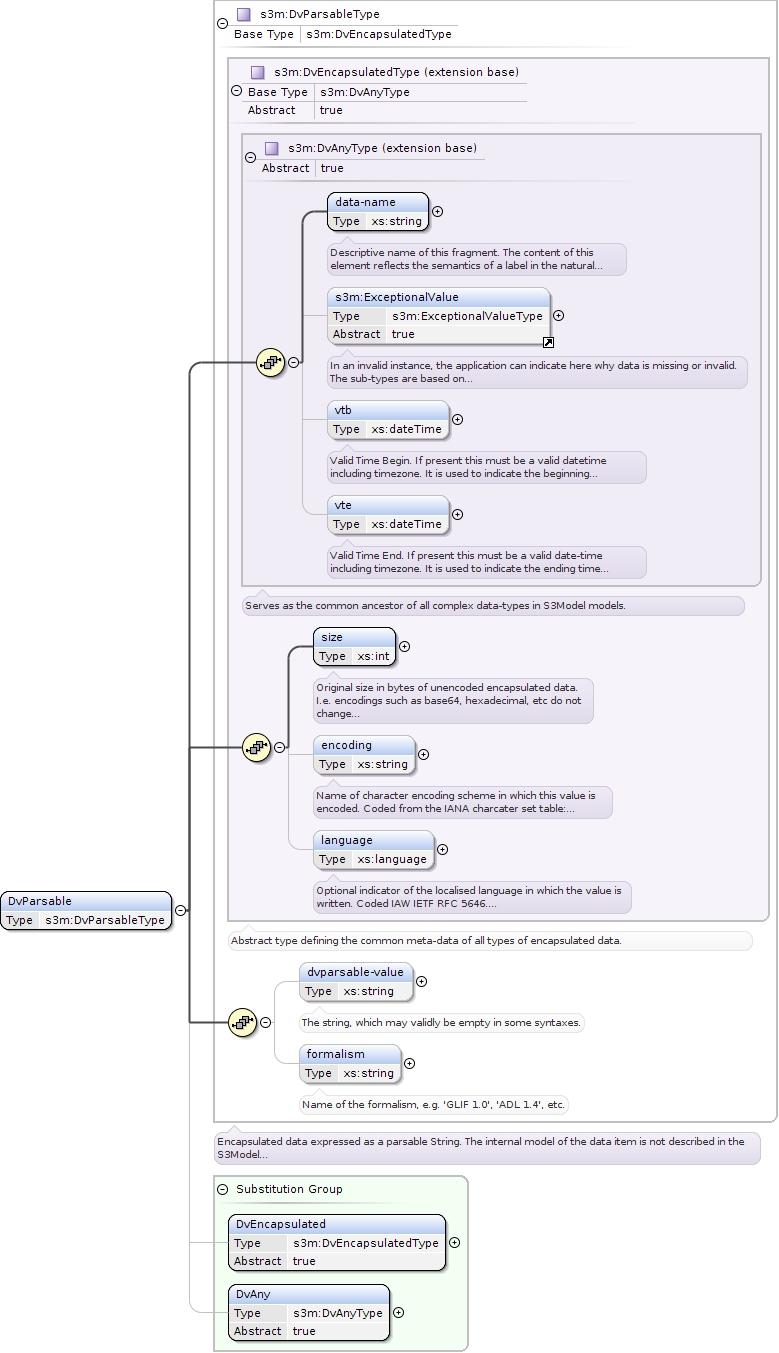 s3m:DvParsableType
Base Type s3m:DvEncapsulatedType
s3m:DvEncapsulatedType (extension base)
Base Type s3m:DvAnyType
Abstract true
s3m:DvAnyType (extension base)
Abstract true
data-name
Type xs:string
Descriptive name of this fragment. The content of this
element reflects the semantics of a label in the natural...
s3m:ExceptionalValue
Type s3m:ExceptionalValueType
Abstract true
In an invalid instance, the application can indicate here why data is missing or invalid.
The sub-types are based on...
vtb
Type xs:dateTime
Valid Time Begin. If present this must be a valid datetime
including timezone. It is used to indicate the beginning...
vte
Type xs:dateTime
Valid Time End. If present this must be a valid date-time
including timezone. It is used to indicate the ending time...
Serves as the common ancestor of all complex data-types in S3Model models.
size
Type xs:int
Original size in bytes of unencoded encapsulated data.
I.e. encodings such as base64, hexadecimal, etc do not
change...
encoding
Type xs:string
Name of character encoding scheme in which this value is
encoded. Coded from the IANA charcater set table:...
language
Type xs:language
Optional indicator of the localised language in which the value is
written. Coded IAW IETF RFC 5646....
DvParsable
Type s3m:DvParsableType
Abstract type defining the common meta-data of all types of encapsulated data.
dvparsable-value
Type xs:string
The string, which may validly be empty in some syntaxes.
formalism
Type xs:string
Name of the formalism, e.g. 'GLIF 1.0', 'ADL 1.4', etc.
Encapsulated data expressed as a parsable String. The internal model of the data item is not described in the
S3Model...
Substitution Group
DvEncapsulated
Type s3m:DvEncapsulatedType
Abstract true
DvAny
Type s3m:DvAnyType
Abstract true